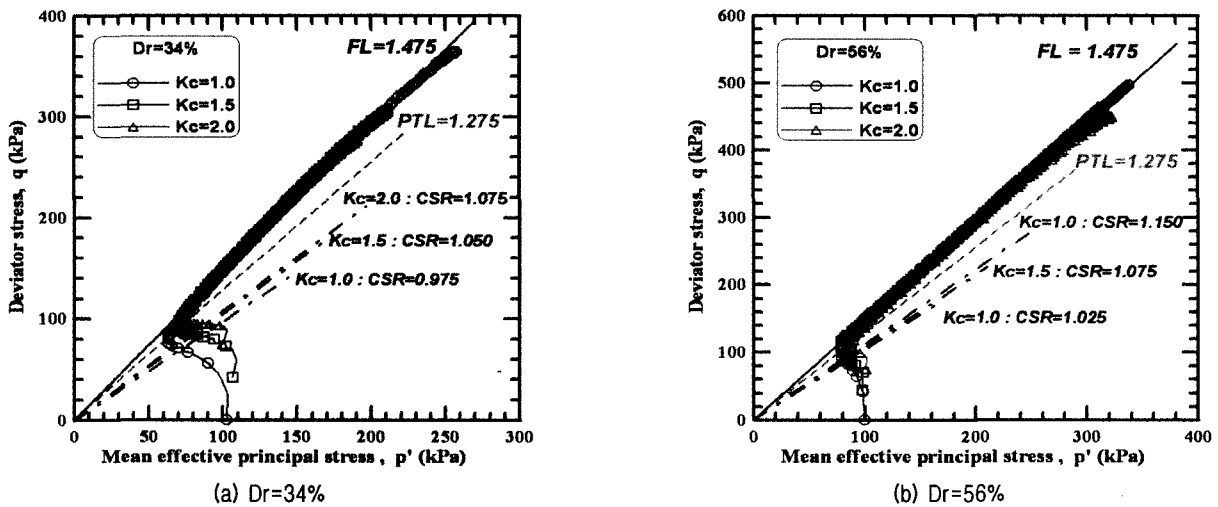 400
300
200
100
0
Deviator stress, q (kPa)
Dr=34%
Kc=1.0
Kc=1.5
Kc=2.0
FL=1.475
PTL=1.275
Kc=2.0 : CSR=1.075
Kc=1.5 : CSR=1.050
Kc=1.0 : CSR=0.975
0 50 100 150 200 250 300
Mean effective principal stress , p' (kPa)
(a) Dr=34%
600
500
400
300
200
100
0
Deviator stress, q (kPa)
Dr=56%
Kc=1.0
Kc=1.5
Kc=2.0
FL = 1.475
PTL=1.275
Kc=1.0 : CSR=1.150
Kc=1.5 : CSR=1.075
Kc=1.0 : CSR=1.025
0 100 200 300 400
Mean effective principal stress , p' (kPa)
(b) Dr=56%